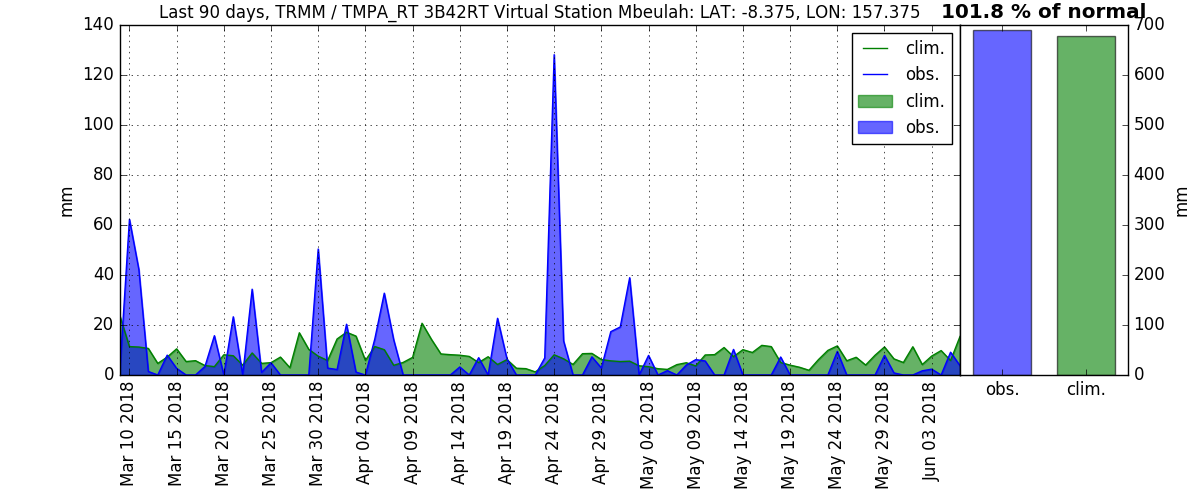 Last 90 days, TRMM / TMPA_RT 3B42RT Virtual Station Mbeulah: LAT: -8.375, LON: 157.375
101.8 % of normal
140
120
100
80
60
40
20
0
mm
clim.
obs.
clim.
obs.
700
600
500
400
300
200
100
0
mm
Mar 10 2018
Mar 15 2018
Mar 20 2018
Mar 25 2018
Mar 30 2018
Apr 04 2018
Apr 09 2018
Apr 14 2018
Apr 19 2018
Apr 24 2018
Apr 29 2018
May 04 2018
May 09 2018
May 14 2018
May 19 2018
May 24 2018
May 29 2018
Jun 03 2018
obs.
clim.